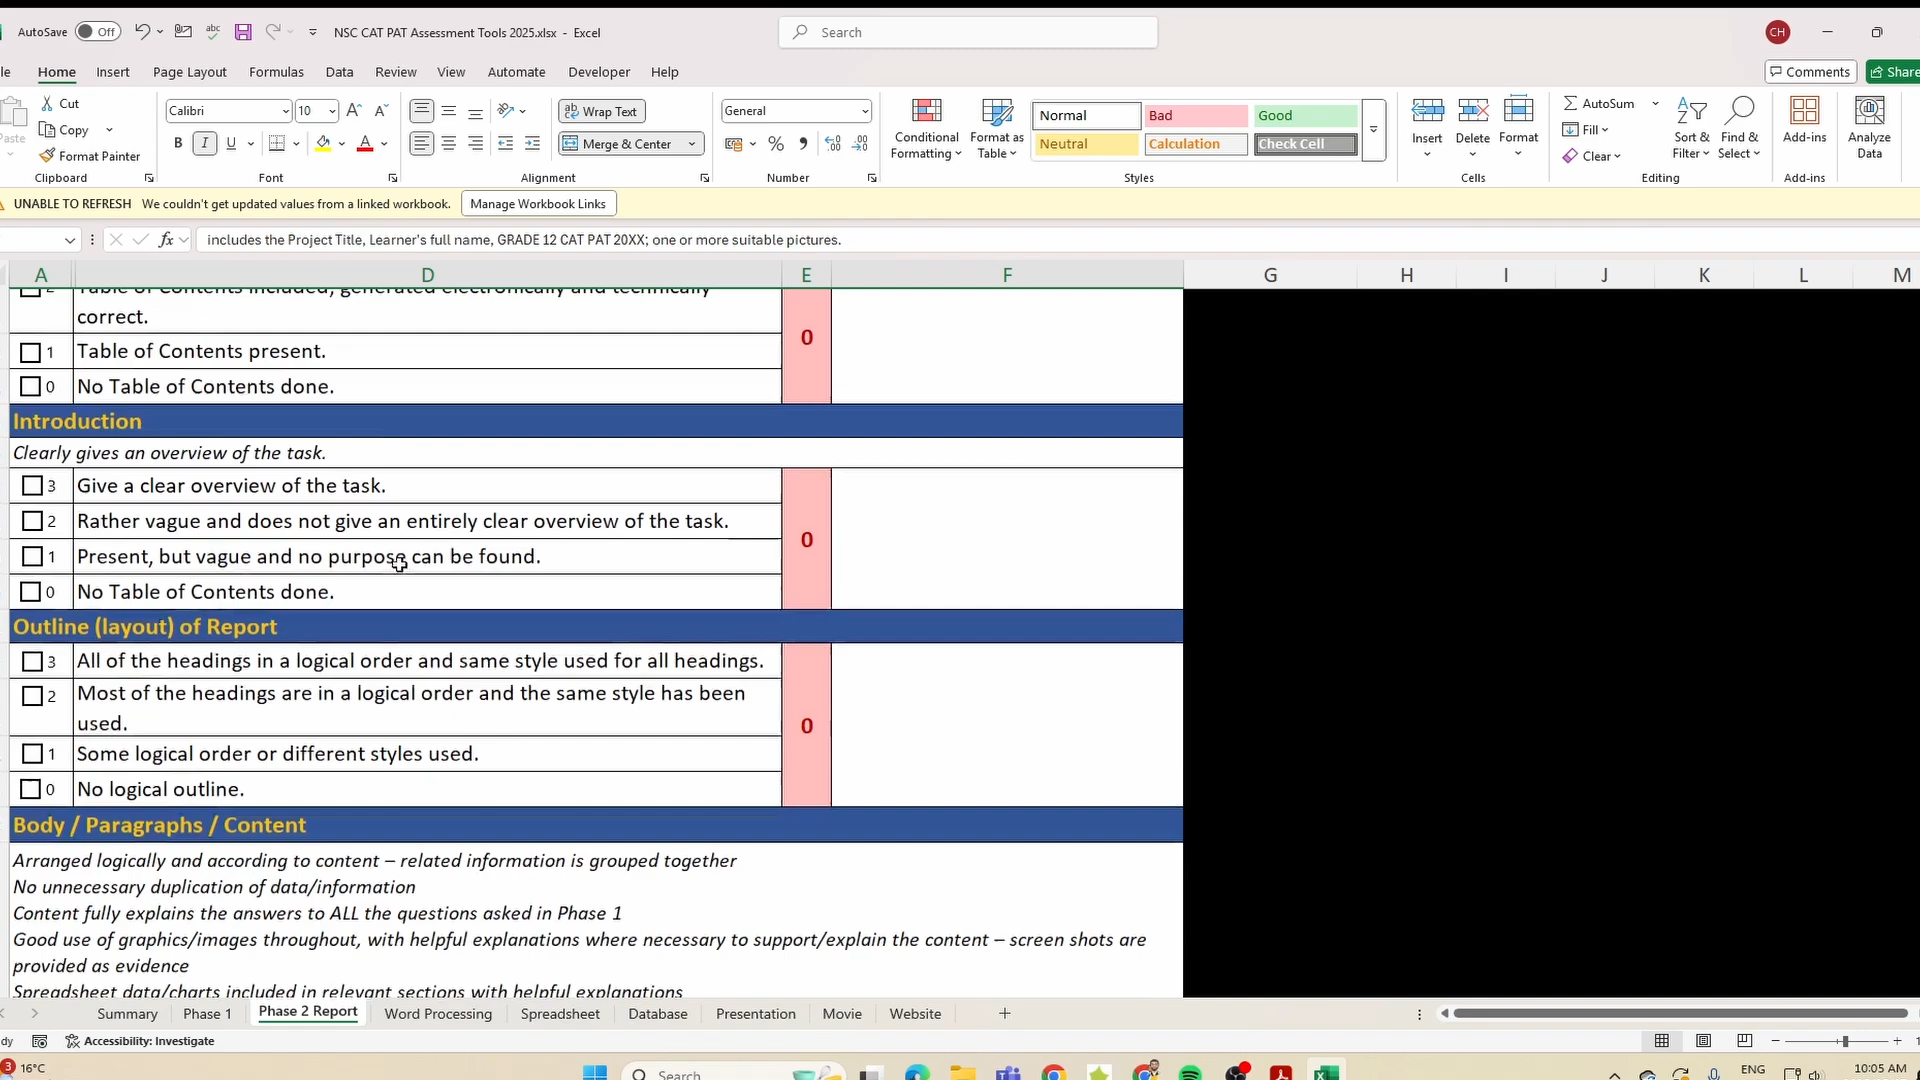 AutoSave Off NSC CAT PAT Assessment Tools 2025.xlsx - Excel Search CH
Home Insert Page Layout Formulas Data Review View Automate Developer Help Comments Share
Cut
Copy
Format Painter
Clipboard
Calibri 10
B I U
Font
Wrap Text
Merge & Center
Alignment
General
Number
Conditional Formatting
Format as Table
Normal Bad Good
Neutral Calculation Check Cell
Styles
Insert Delete Format
Cells
AutoSum
Fill
Clear
Sort & Filter
Find & Select
Editing
Add-ins
Add-ins
Analyze Data
UNABLE TO REFRESH We couldn't get updated values from a linked workbook. Manage Workbook Links
fx includes the Project Title, Learner's full name, GRADE 12 CAT PAT 20XX; one or more suitable pictures.
A D E F G H I J K L M
2 Table of Contents included, generated electronically and technically
correct.
0
1 Table of Contents present.
0 No Table of Contents done.
Introduction
Clearly gives an overview of the task.
3 Give a clear overview of the task.
2 Rather vague and does not give an entirely clear overview of the task.
0
1 Present, but vague and no purpose can be found.
0 No Table of Contents done.
Outline (layout) of Report
3 All of the headings in a logical order and same style used for all headings.
2 Most of the headings are in a logical order and the same style has been
used.
0
1 Some logical order or different styles used.
0 No logical outline.
Body / Paragraphs / Content
Arranged logically and according to content – related information is grouped together
No unnecessary duplication of data/information
Content fully explains the answers to ALL the questions asked in Phase 1
Good use of graphics/images throughout, with helpful explanations where necessary to support/explain the content – screen shots are
provided as evidence
Spreadsheet data/charts included in relevant sections with helpful explanations
Summary Phase 1 Phase 2 Report Word Processing Spreadsheet Database Presentation Movie Website
Accessibility: Investigate
3 16°C Search ENG 10:05 AM